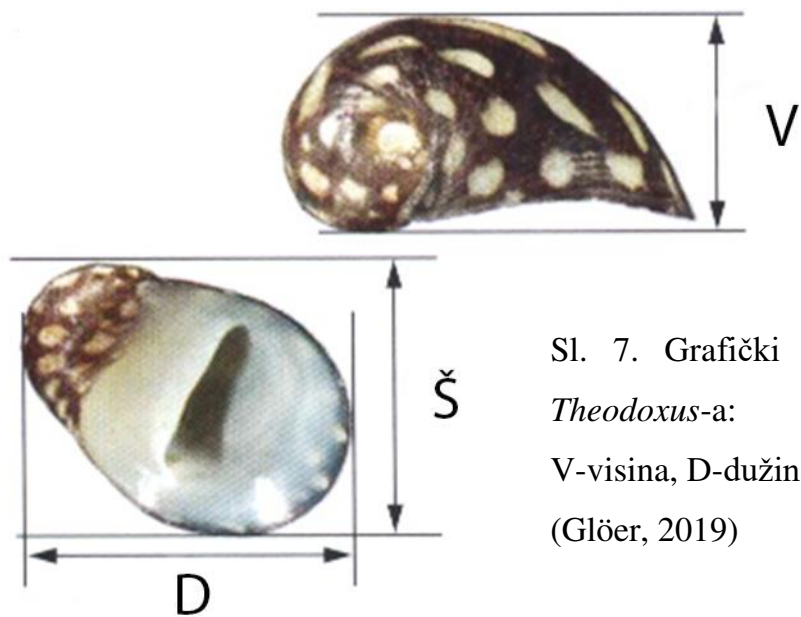 V
Š
D
Sl. 7. Grafički
Theodoxus-a:
V-visina, D-dužin
(Glöer, 2019)